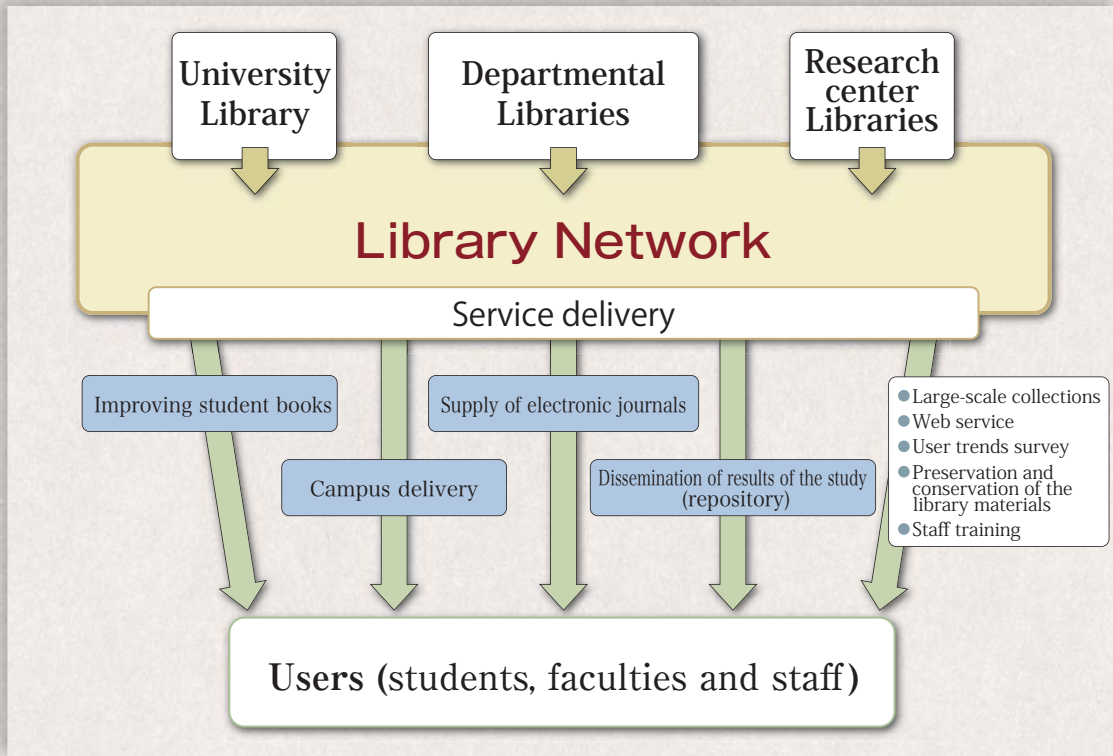 University
Library
Departmental
Libraries
Research
center
Libraries
Library Network
Service delivery
Improving student books
Campus delivery
Supply of electronic journals
Dissemination of results of the study
(repository)
Large-scale collections
Web service
User trends survey
Preservation and
conservation of the
library materials
Staff training
Users (students, faculties and staff)